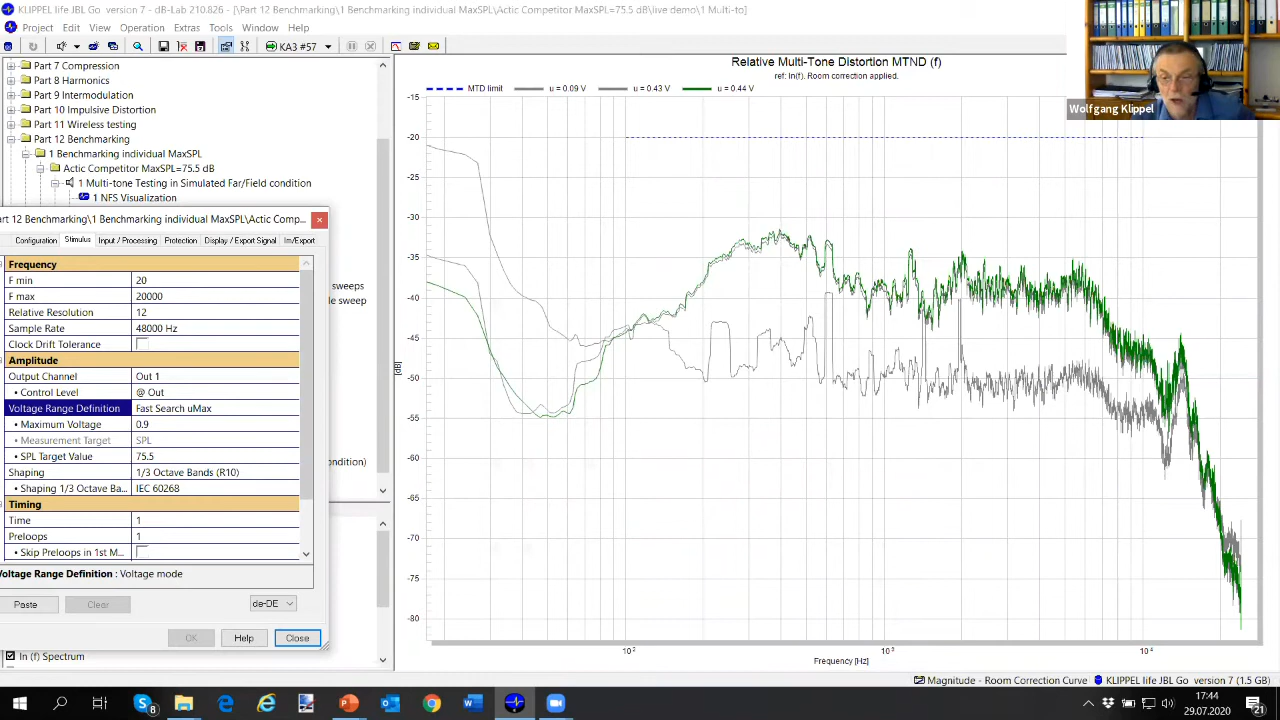 KLIPPEL life JBL Go version 7 - dB-Lab 210.826 - [\Part 12 Benchmarking\1 Benchmarking individual MaxSPL\Actic Competitor MaxSPL=75.5 dB\live demo\1 Multi-to]
Project Edit View Operation Extras Tools Window Help
KA3 #57
Part 7 Compression
Part 8 Harmonics
Part 9 Intermodulation
Part 10 Impulsive Distortion
Part 11 Wireless testing
Part 12 Benchmarking
1 Benchmarking individual MaxSPL
Actic Competitor MaxSPL=75.5 dB
1 Multi-tone Testing in Simulated Far/Field condition
1 NFS Visualization
art 12 Benchmarking\1 Benchmarking individual MaxSPL\Actic Comp...
Configuration Stimulus Input / Processing Protection Display / Export Signal Im/Export
Frequency
F min 20
F max 20000
Relative Resolution 12
Sample Rate 48000 Hz
Clock Drift Tolerance
Amplitude
Output Channel Out 1
• Control Level @ Out
Voltage Range Definition Fast Search uMax
• Maximum Voltage 0.9
• Measurement Target SPL
• SPL Target Value 75.5
Shaping 1/3 Octave Bands (R10)
• Shaping 1/3 Octave Ba... IEC 60268
Timing
Time 1
Preloops 1
• Skip Preloops in 1st M...
Voltage Range Definition : Voltage mode
Paste Clear de-DE
OK Help Close
sweeps
le sweep
ondition)
In (f) Spectrum
Relative Multi-Tone Distortion MTND (f)
ref: In(f). Room correction applied.
MTD limit u = 0.09 V u = 0.43 V u = 0.44 V
-15
-20
-25
-30
-35
-40
-45
-50
-55
-60
-65
-70
-75
-80
[dB]
10² 10³ 10⁴
Frequency [Hz]
Wolfgang Klippel
Magnitude - Room Correction Curve KLIPPEL life JBL Go version 7 (1.5 GB)
8
17:44
29.07.2020
21